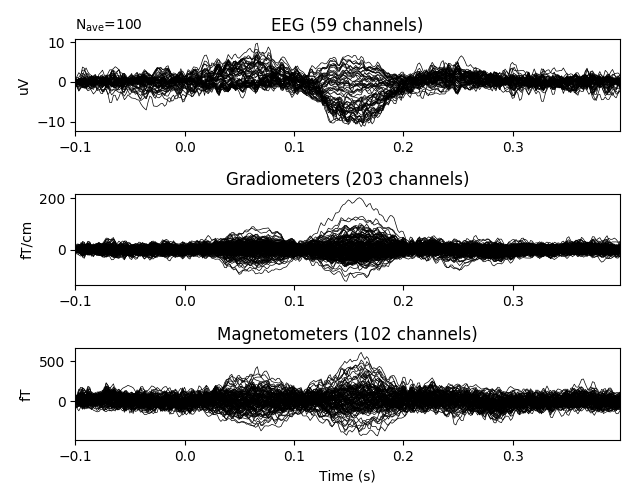 Nave=100
EEG (59 channels)
10
0
−10
uV
−0.1 0.0 0.1 0.2 0.3
Gradiometers (203 channels)
200
0
fT/cm
−0.1 0.0 0.1 0.2 0.3
Magnetometers (102 channels)
500
0
fT
−0.1 0.0 0.1 0.2 0.3
Time (s)